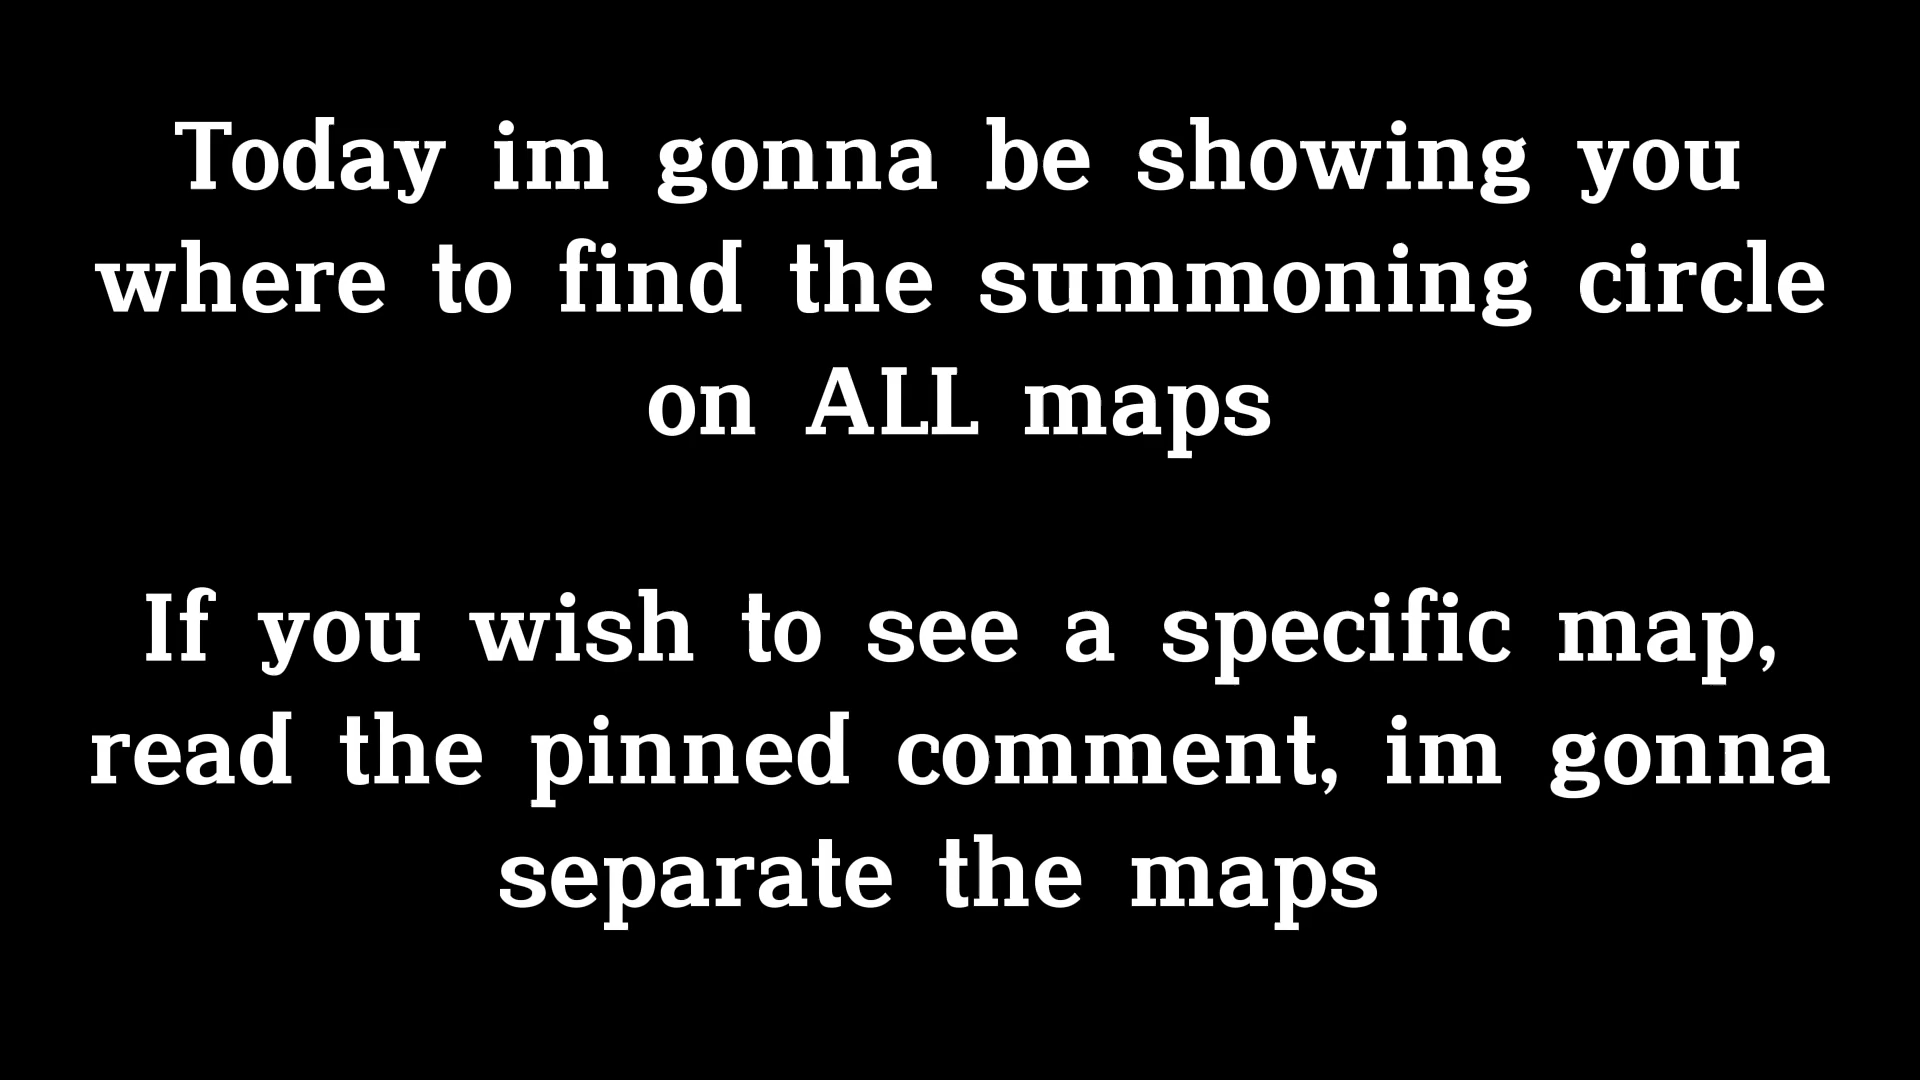 Today im gonna be showing you
where to find the summoning circle
on ALL maps
If you wish to see a specific map,
read the pinned comment, im gonna
separate the maps